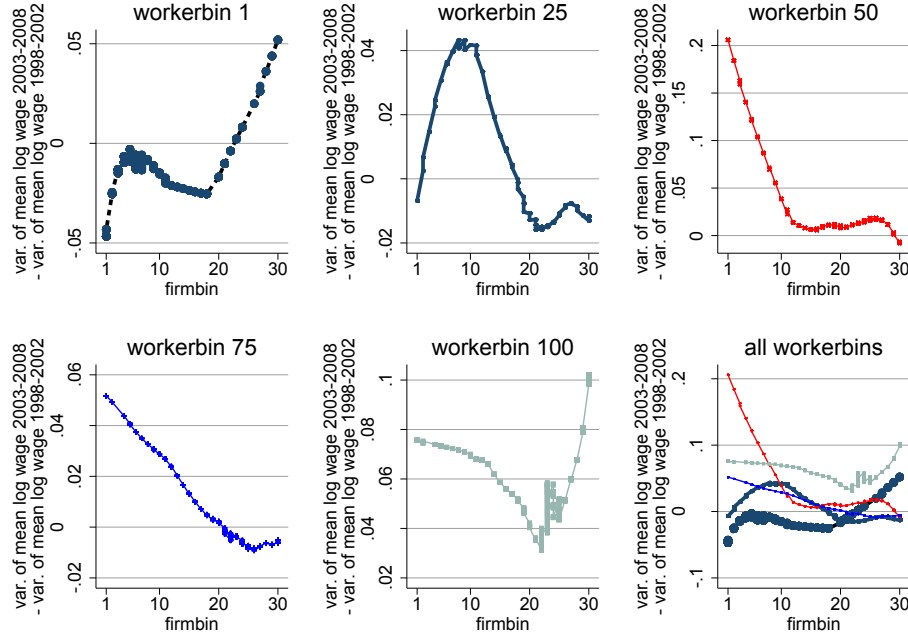 workerbin 1
var. of mean log wage 2003-2008
- var. of mean log wage 1998-2002
.05
0
-.05
1
10
20
30
firmbin
workerbin 25
var. of mean log wage 2003-2008
- var. of mean log wage 1998-2002
.04
.02
0
-.02
1
10
20
30
firmbin
workerbin 50
var. of mean log wage 2003-2008
- var. of mean log wage 1998-2002
.2
.15
.1
.05
0
1
10
20
30
firmbin
workerbin 75
var. of mean log wage 2003-2008
- var. of mean log wage 1998-2002
.06
.04
.02
0
-.02
1
10
20
30
firmbin
workerbin 100
var. of mean log wage 2003-2008
- var. of mean log wage 1998-2002
.1
.08
.06
.04
.02
1
10
20
30
firmbin
all workerbins
var. of mean log wage 2003-2008
- var. of mean log wage 1998-2002
.2
.1
0
-.1
1
10
20
30
firmbin